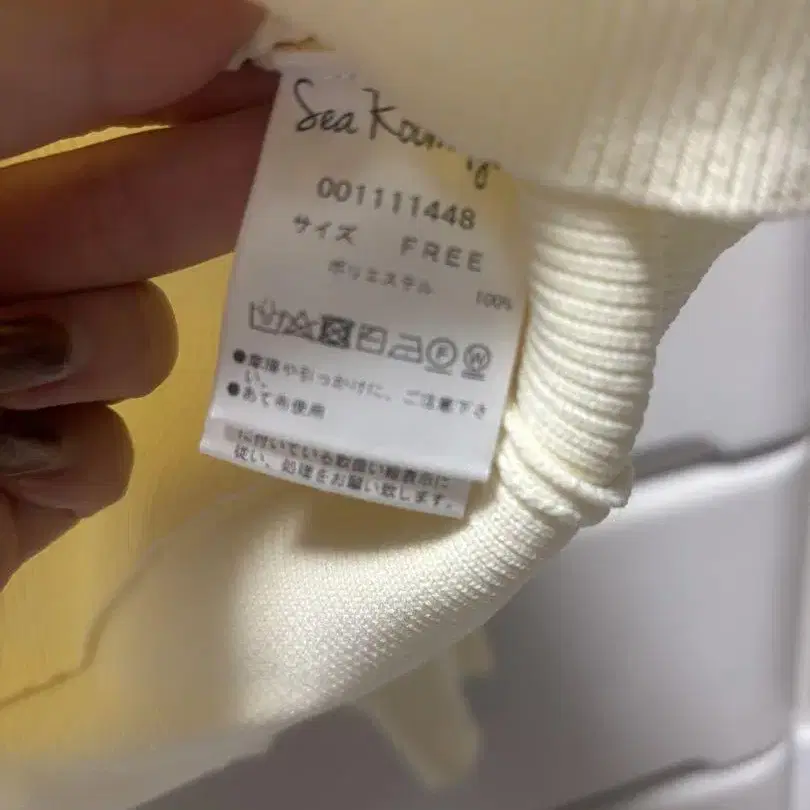 Sea
001111448
サイズ FREE
ポリエステル 100%
F W
●摩擦や引っかけに、ご注意下さ
い。
●あて布使用
に付いている取扱い絵表示に
従い、処理をお願い致します。